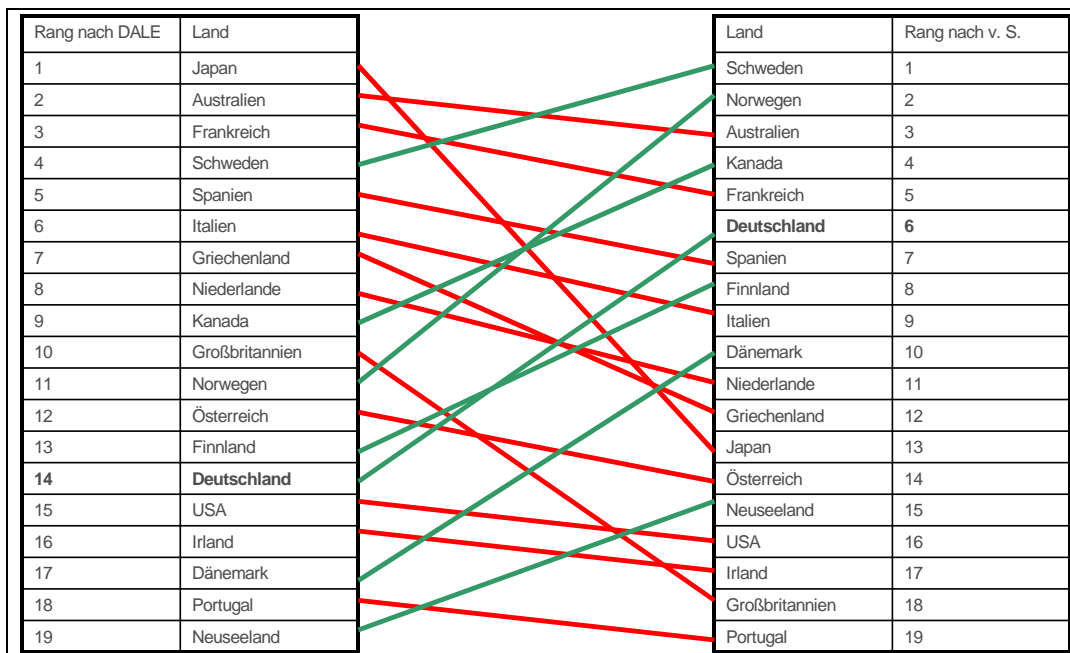 Rang nach DALE Land Land Rang nach v. S.
1 Japan Schweden 1
2 Australien Norwegen 2
3 Frankreich Australien 3
4 Schweden Kanada 4
5 Spanien Frankreich 5
6 Italien Deutschland 6
7 Griechenland Spanien 7
8 Niederlande Finnland 8
9 Kanada Italien 9
10 Großbritannien Dänemark 10
11 Norwegen Niederlande 11
12 Österreich Griechenland 12
13 Finnland Japan 13
14 Deutschland Österreich 14
15 USA Neuseeland 15
16 Irland USA 16
17 Dänemark Irland 17
18 Portugal Großbritannien 18
19 Neuseeland Portugal 19